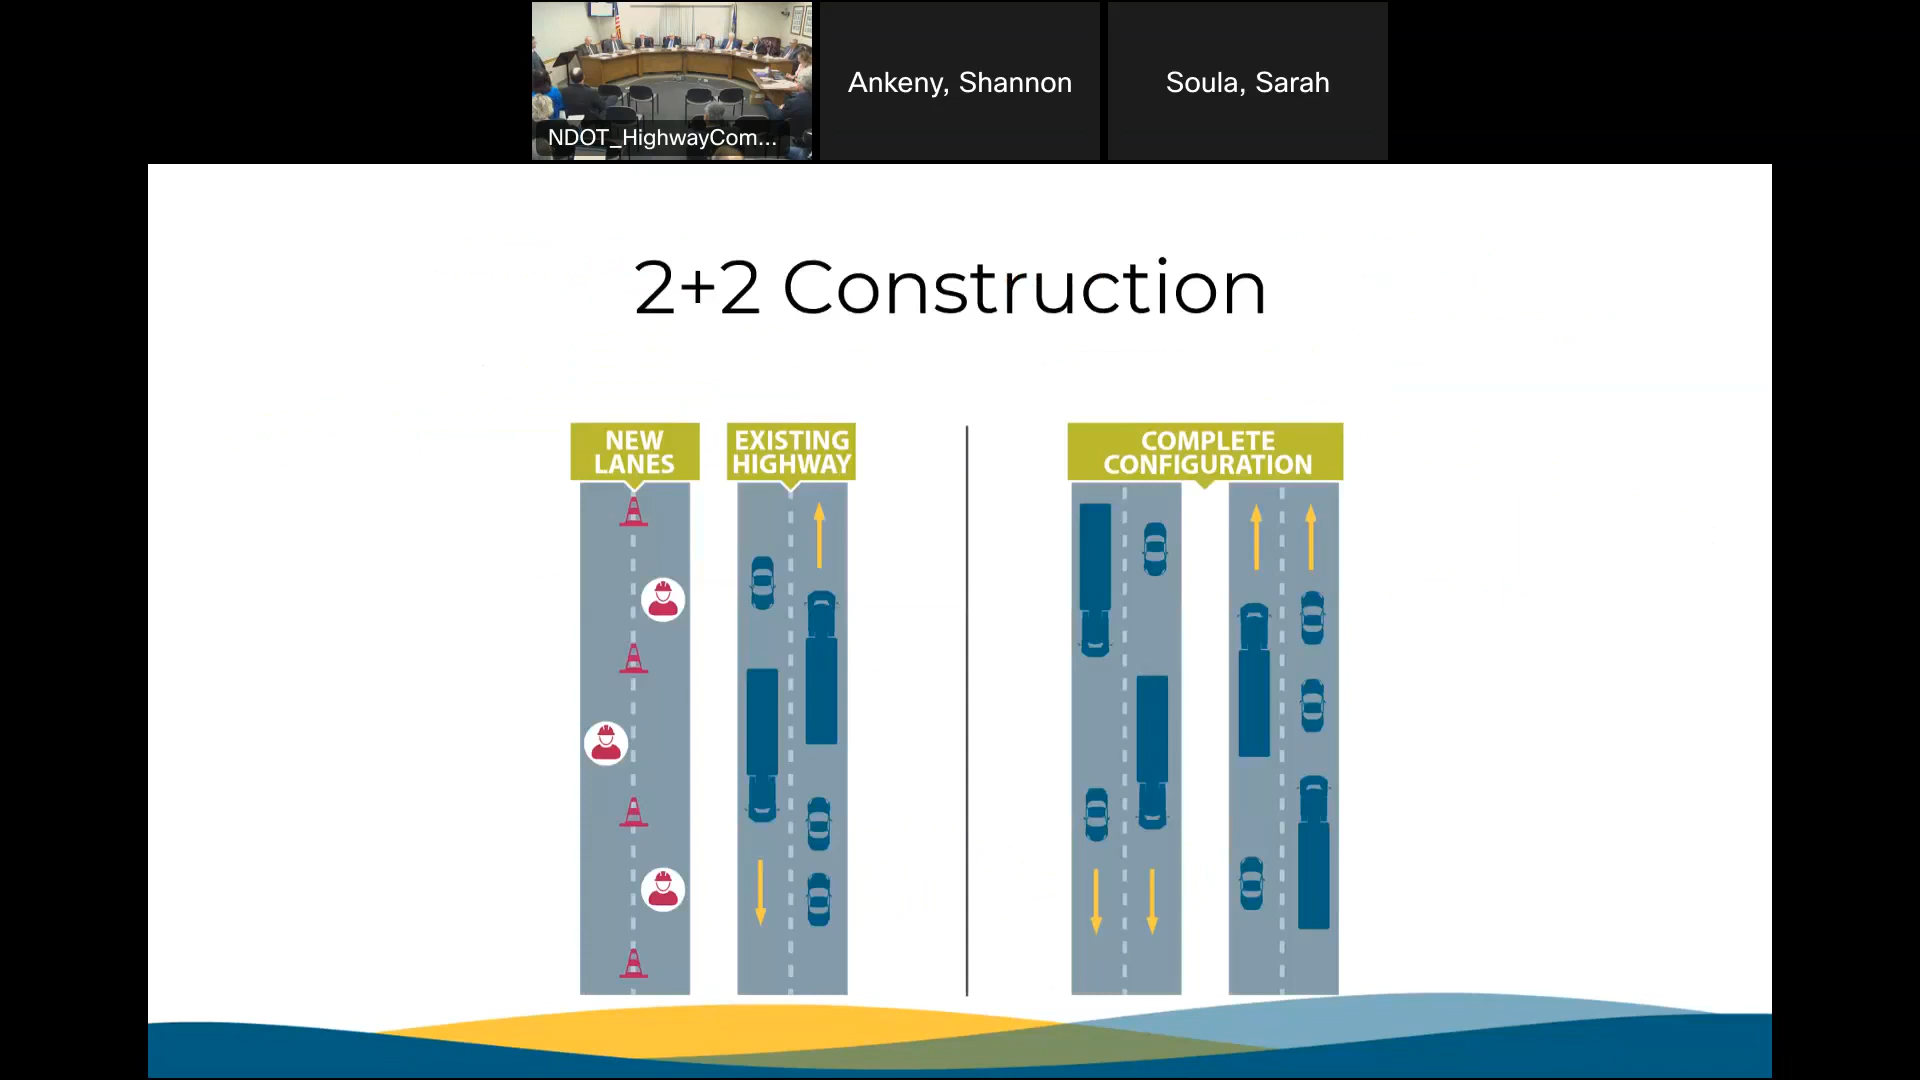 NDOT_HighwayCom...
Ankeny, Shannon
Soula, Sarah
2+2 Construction
NEW
LANES
EXISTING
HIGHWAY
COMPLETE
CONFIGURATION